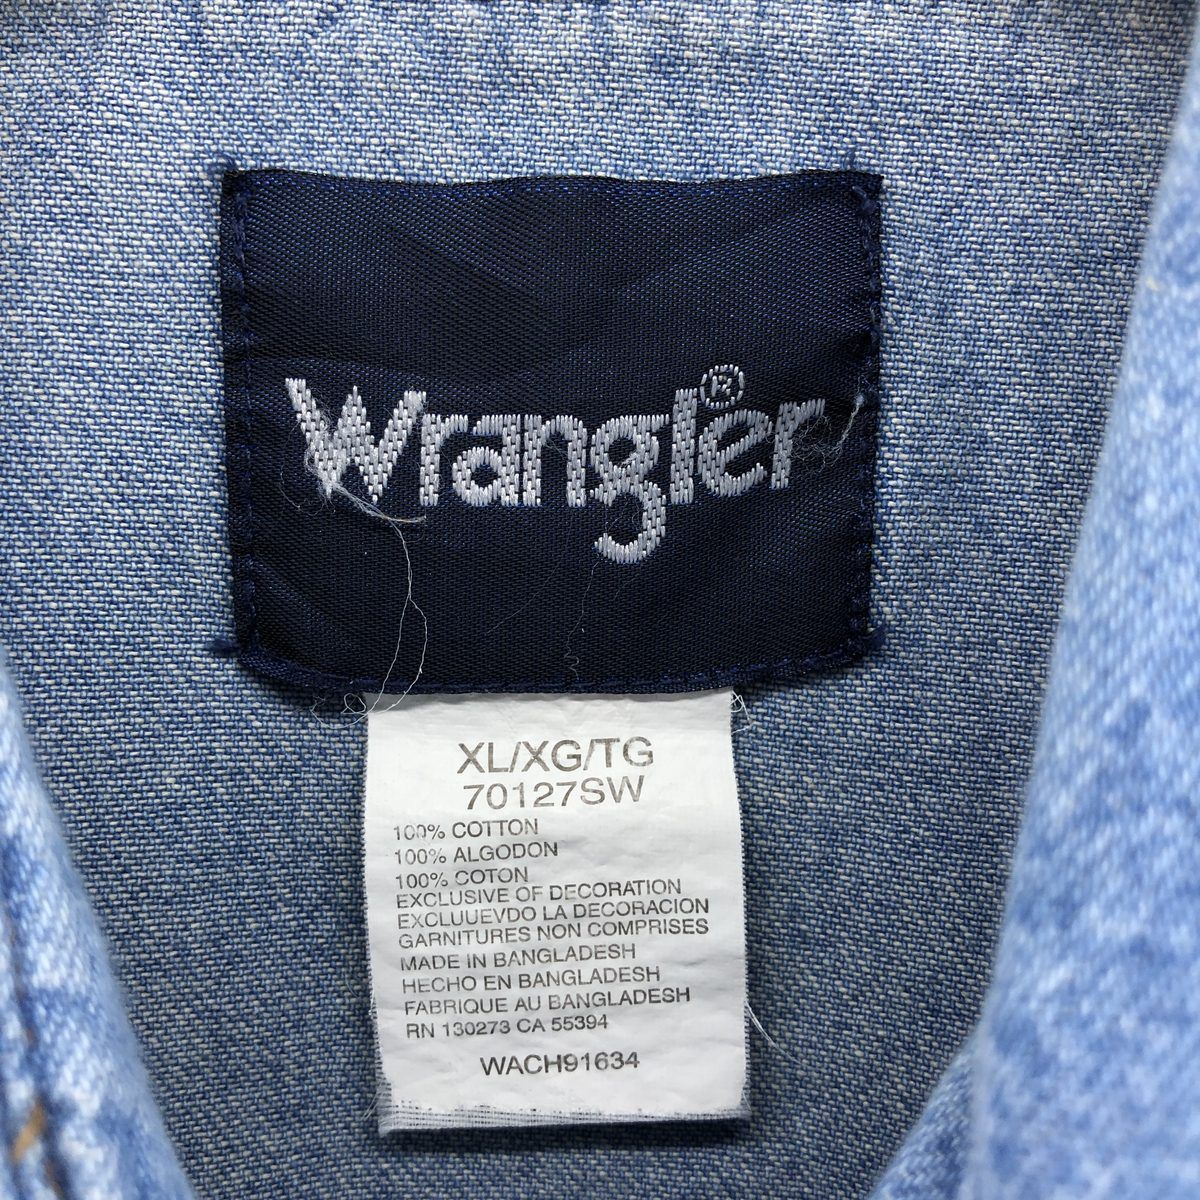 Wrangler®
XL/XG/TG
70127SW
100% COTTON
100% ALGODON
100% COTON
EXCLUSIVE OF DECORATION
EXCLUUEVDO LA DECORACION
GARNITURES NON COMPRISES
MADE IN BANGLADESH
HECHO EN BANGLADESH
FABRIQUE AU BANGLADESH
RN 130273 CA 55394
WACH91634